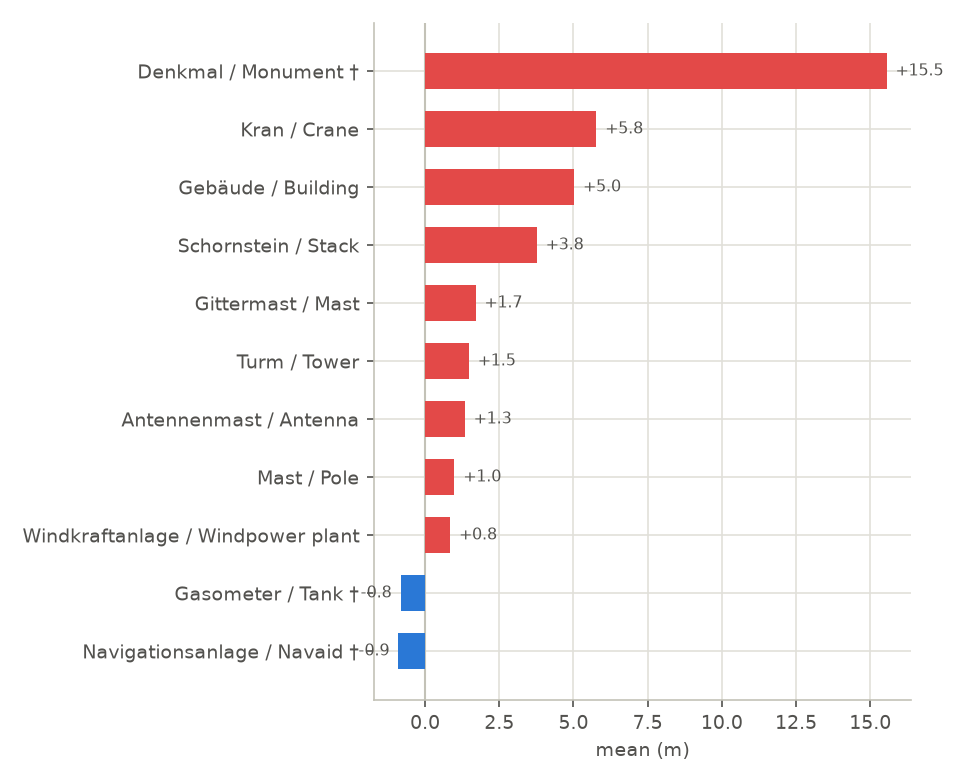 Denkmal / Monument † +15.5
Kran / Crane +5.8
Gebäude / Building +5.0
Schornstein / Stack +3.8
Gittermast / Mast +1.7
Turm / Tower +1.5
Antennenmast / Antenna +1.3
Mast / Pole +1.0
Windkraftanlage / Windpower plant +0.8
Gasometer / Tank † -0.8
Navigationsanlage / Navaid † -0.9
0.0 2.5 5.0 7.5 10.0 12.5 15.0
mean (m)